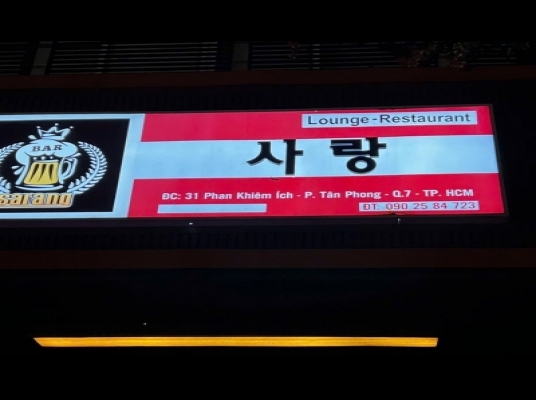 BAR
sarang
Lounge-Restaurant
사랑
ĐC: 31 Phan Khiêm Ích - P. Tân Phong - Q.7 - TP. HCM
ĐT: 090 25 84 723